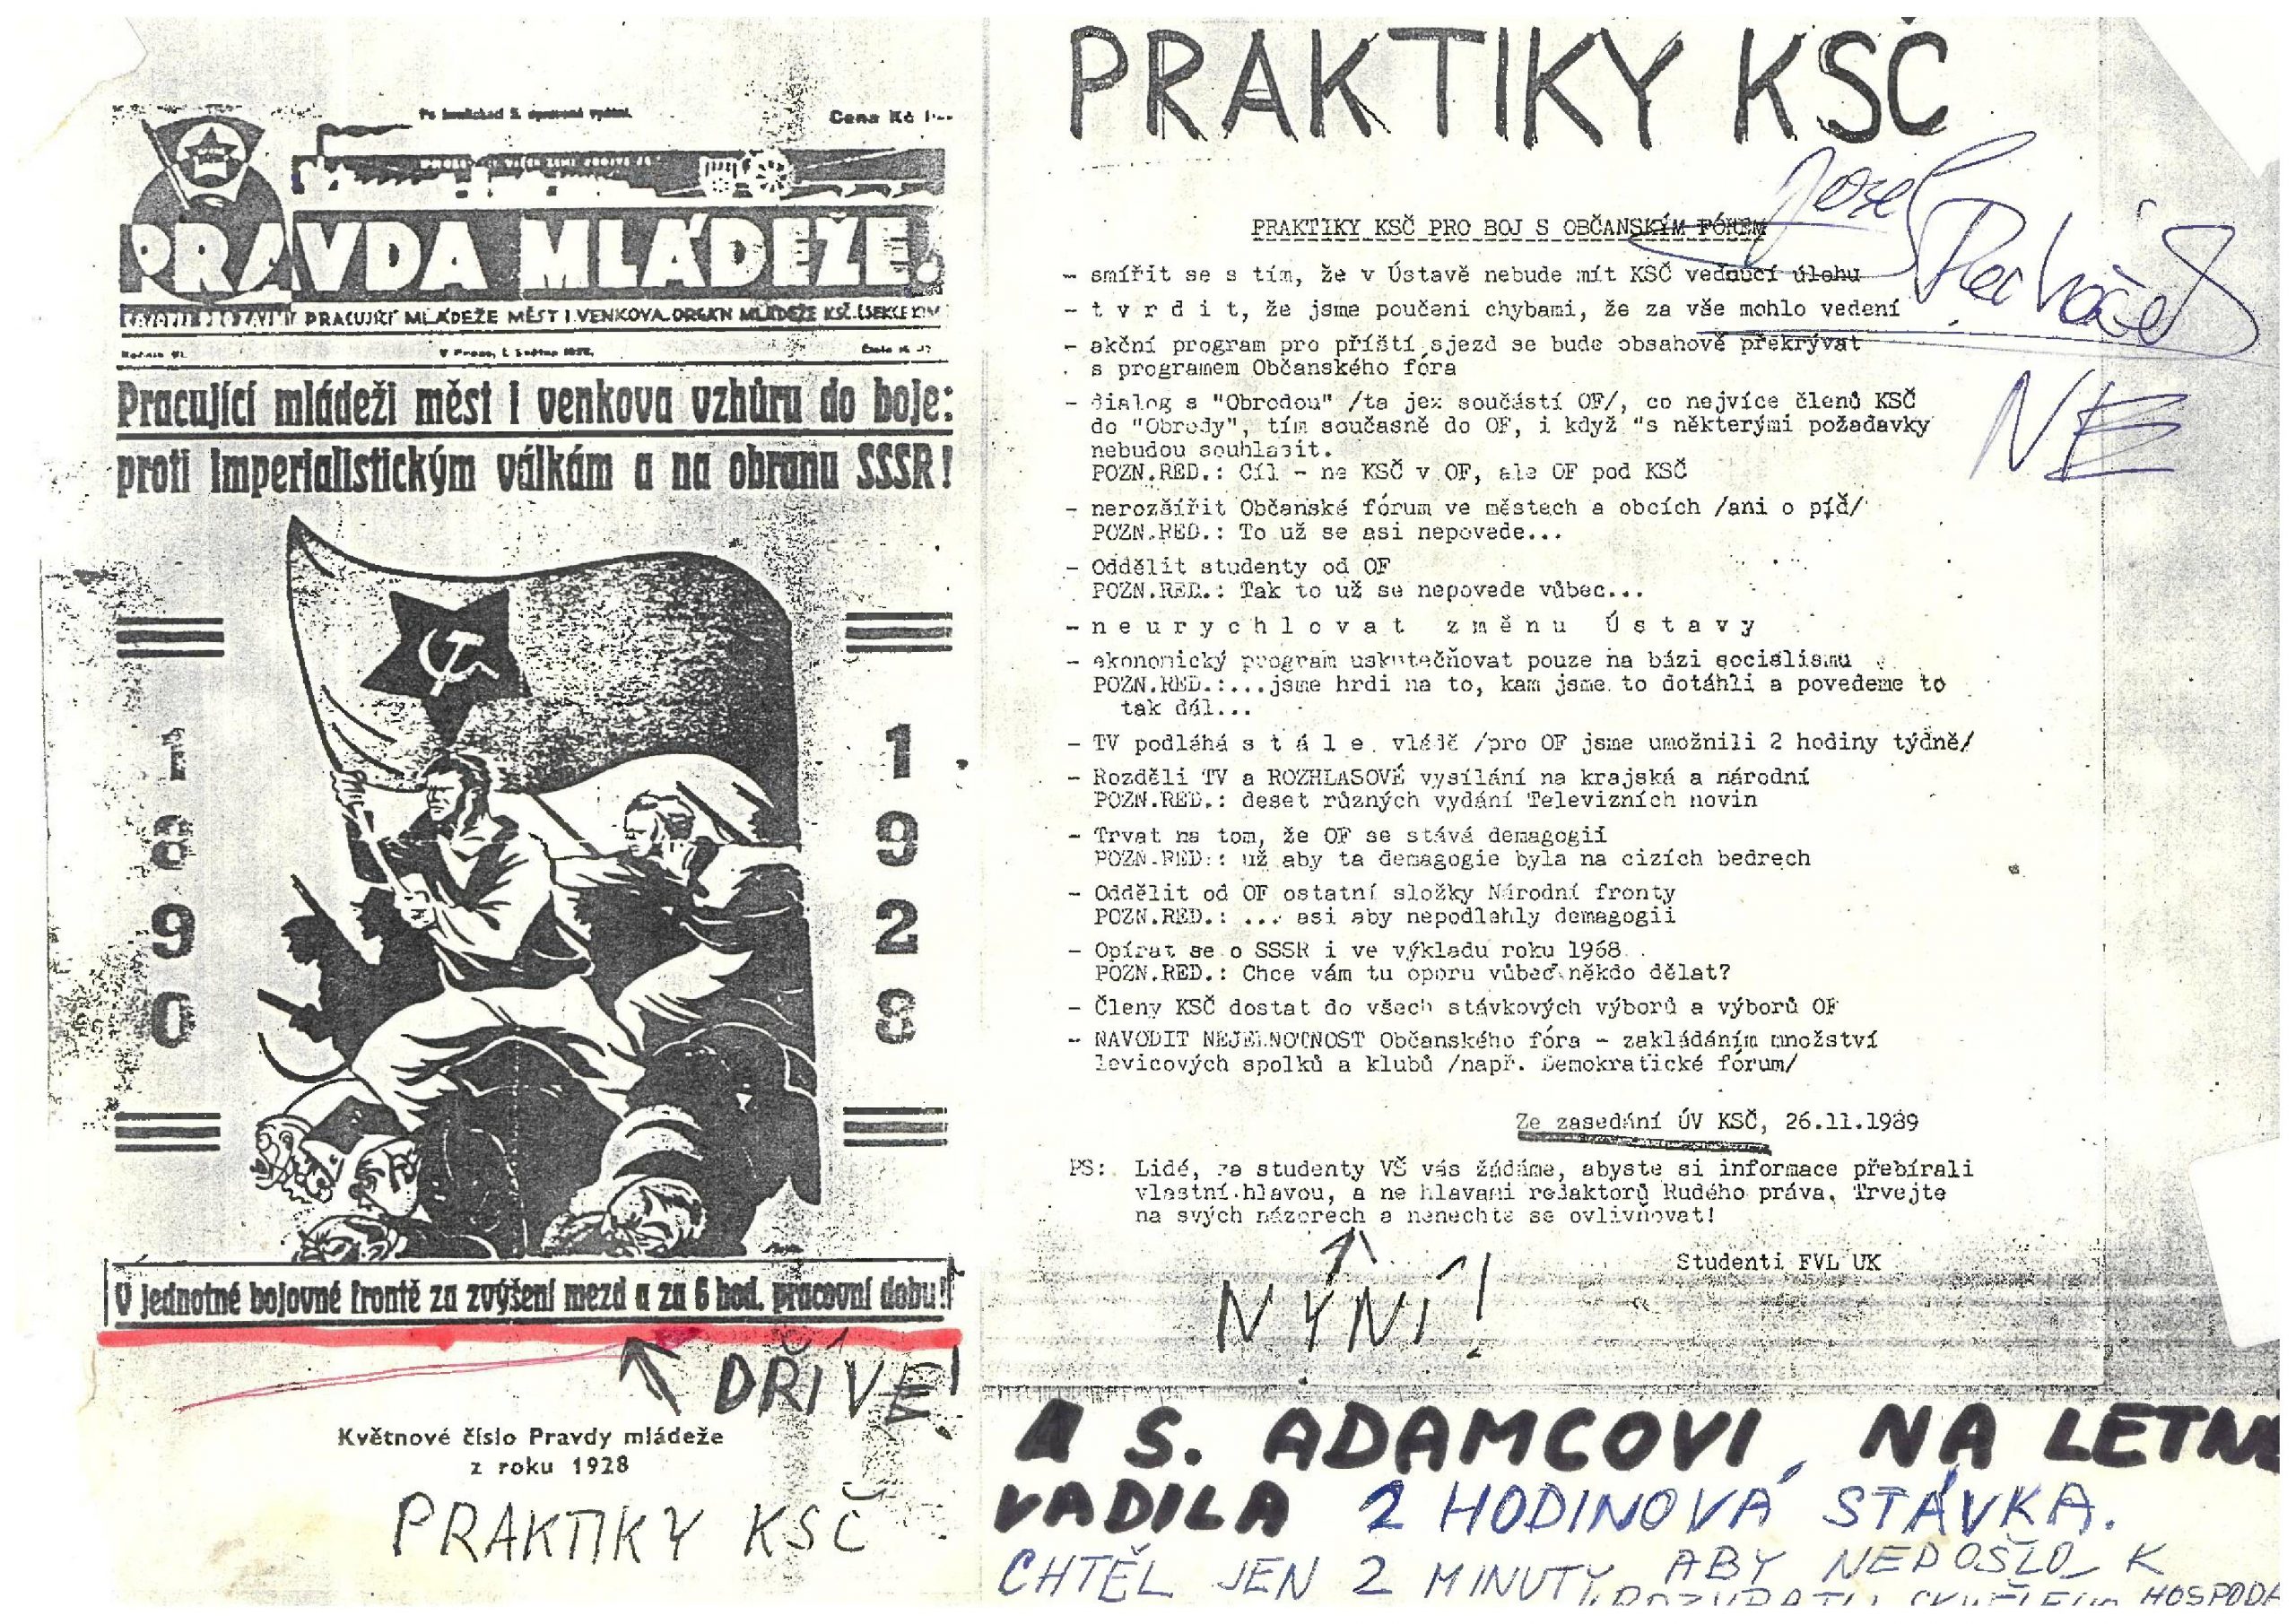 Cena Kč 1·--
PRAVDA MLÁDEŽE!
PRACUJÍCÍ MLÁDEŽE MĚST I VENKOVA. ORGÁN MLÁDEŽE KSČ. (SEKCE KIM
Pracující mládeži měst i venkova vzhůru do boje:
proti imperialistickým válkám a na obranu SSSR!
1890
1928
V jednotné bojovné frontě za zvýšení mezd a za 6 hod. pracovní dobu!
DŘÍVE!
Květnové číslo Pravdy mládeže
z roku 1928
PRAKTIKY KSČ
PRAKTIKY KSČ
Josef
NE
PRAKTIKY KSČ PRO BOJ S OBČANSKÝM FÓREM
- smířit se s tím, že v Ústavě nebude mít KSČ vedoucí úlohu
- t v r d i t, že jsme poučeni chybami, že za vše mohlo vedení
- akční program pro příští sjezd se bude obsahově překrývat
s programem Občanského fóra
- dialog s "Obrodou" /ta jex součástí OF/, co nejvíce členů KSČ
do "Obrody", tím současně do OF, i když "s některými požadavky
nebudou souhlasit.
POZN.RED.: Cíl - ne KSČ v OF, ale OF pod KSČ
- nerozšířit Občanské fórum ve městech a obcích /ani o píď/
POZN.RED.: To už se asi nepovede...
- Oddělit studenty od OF
POZN.RED.: Tak to už se nepovede vůbec...
- n e u r y c h l o v a t z m ě n u Ú s t a v y
- ekonomický program uskutečňovat pouze na bázi socialismu
POZN.RED.:...jsme hrdi na to, kam jsme to dotáhli a povedeme to
tak dál...
- TV podláhá s t á l e vládě /pro OF jsme umožnili 2 hodiny týdně/
- Rozděli TV a ROZHLASOVÉ vysílání na krajská a národní
POZN.RED.: deset různých vydání Televizních novin
- Trvat na tom, že OF se stává demagogií
POZN.RED.: už aby ta demagogie byla na cizích bedrech
- Oddělit od OF ostatní složky Národní fronty
POZN.RED.: ... asi aby nepodlehly demagogii
- Opírat se o SSSR i ve výkladu roku 1968
POZN.RED.: Chce vám tu oporu vůbec někdo dělat?
- Členy KSČ dostat do všech stávkových výborů a výborů OF
- NAVODIT NEJEDNOTNOST Občanského fóra - zakládáním množství
levicových spolků a klubů /např. Demokratické fórum/
Ze zasedání ÚV KSČ, 26.11.1989
PS: Lidé, za studenty VŠ vás žádáme, abyste si informace přebírali
vlastní hlavou, a ne hlavami redaktorů Rudého práva. Trvejte
na svých názorech a nenechte se ovlivňovat!
Studenti FVL UK
NYNÍ!
A S. ADAMCOVI, NA LETN
VADILA 2 HODINOVÁ STÁVKA.
CHTĚL JEN 2 MINUTY, ABY NEDOŠLO K
HOSPODÁ